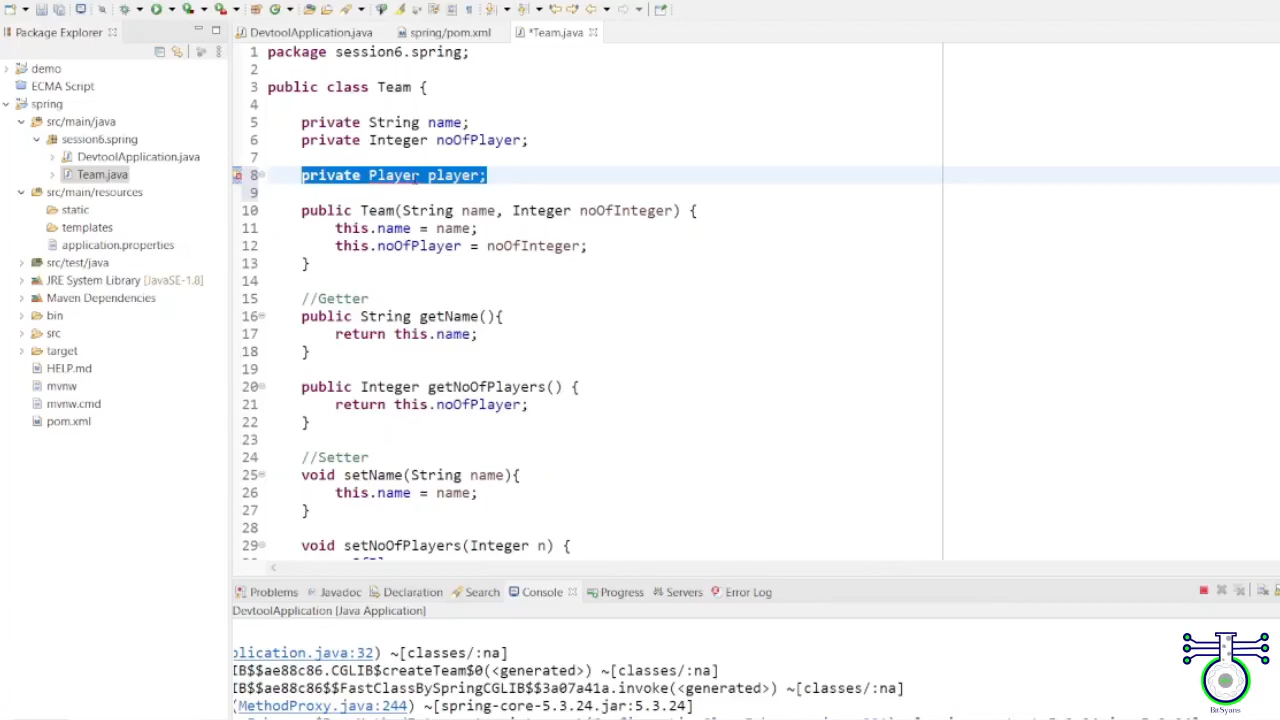 Package Explorer
DevtoolApplication.java
spring/pom.xml
*Team.java
demo
ECMA Script
spring
src/main/java
session6.spring
DevtoolApplication.java
Team.java
src/main/resources
static
templates
application.properties
src/test/java
JRE System Library [JavaSE-1.8]
Maven Dependencies
bin
src
target
HELP.md
mvnw
mvnw.cmd
pom.xml
1 package session6.spring;
2
3 public class Team {
4
5 private String name;
6 private Integer noOfPlayer;
7
8 private Player player;
9
10 public Team(String name, Integer noOfInteger) {
11 this.name = name;
12 this.noOfPlayer = noOfInteger;
13 }
14
15 //Getter
16 public String getName(){
17 return this.name;
18 }
19
20 public Integer getNoOfPlayers() {
21 return this.noOfPlayer;
22 }
23
24 //Setter
25 void setName(String name){
26 this.name = name;
27 }
28
29 void setNoOfPlayers(Integer n) {
Problems Javadoc Declaration Search Console Progress Servers Error Log
DevtoolApplication [Java Application]
plication.java:32) ~[classes/:na]
IB$$ae88c86.CGLIB$createTeam$0(<generated>) ~[classes/:na]
IB$$ae88c86$$FastClassBySpringCGLIB$$3a07a41a.invoke(<generated>) ~[classes/:na]
(MethodProxy.java:244) ~[spring-core-5.3.24.jar:5.3.24]
BitSyans